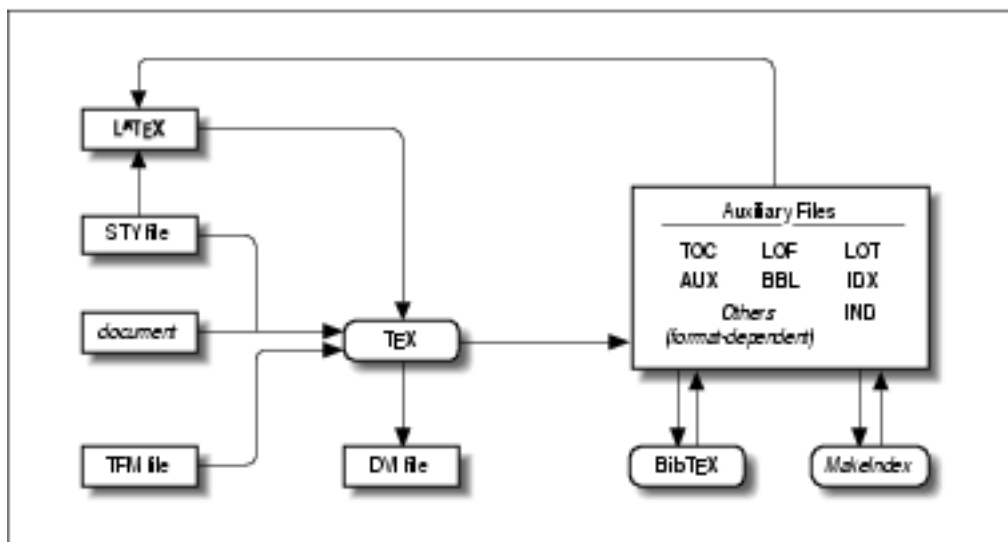 LATEX
STY file
document
TFM file
TEX
DVI file
Auxiliary Files
TOC LOF LOT
AUX BBL IDX
Others IND
(format-dependent)
BibTEX
MakeIndex